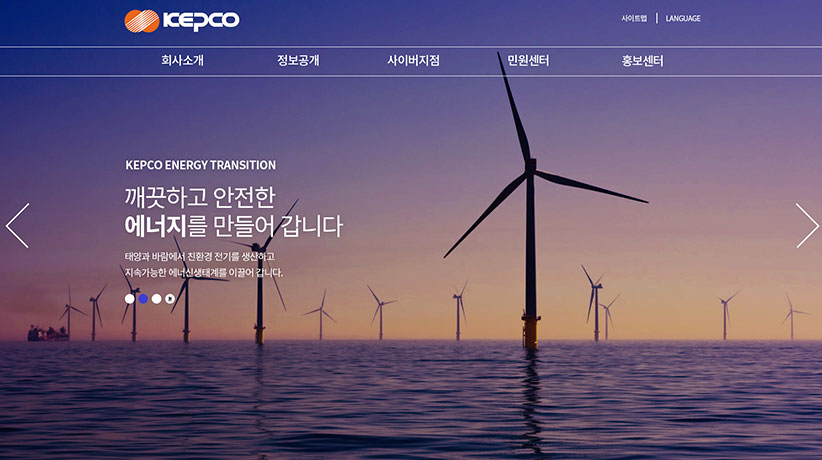 KEPCO
사이트맵 | LANGUAGE
회사소개 정보공개 사이버지점 민원센터 홍보센터
KEPCO ENERGY TRANSITION
깨끗하고 안전한
에너지를 만들어 갑니다
태양과 바람에서 친환경 전기를 생산하고
지속가능한 에너신생태계를 이끌어 갑니다.